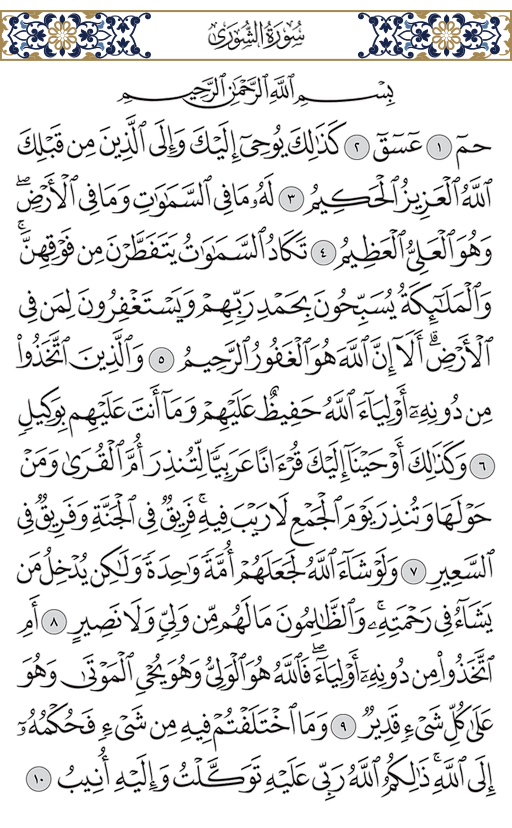 سُورَةُ الشُّورَىٰ
بِسْمِ اللَّهِ الرَّحْمَٰنِ الرَّحِيمِ
حمٓ ١ عٓسٓقٓ ٢ كَذَٰلِكَ يُوحِىٓ إِلَيْكَ وَإِلَى ٱلَّذِينَ مِن قَبْلِكَ
ٱللَّهُ ٱلْعَزِيزُ ٱلْحَكِيمُ ٣ لَهُۥ مَا فِى ٱلسَّمَٰوَٰتِ وَمَا فِى ٱلْأَرْضِۖ
وَهُوَ ٱلْعَلِىُّ ٱلْعَظِيمُ ٤ تَكَادُ ٱلسَّمَٰوَٰتُ يَتَفَطَّرْنَ مِن فَوْقِهِنَّۚ
وَٱلْمَلَٰٓئِكَةُ يُسَبِّحُونَ بِحَمْدِ رَبِّهِمْ وَيَسْتَغْفِرُونَ لِمَن فِى
ٱلْأَرْضِۗ أَلَآ إِنَّ ٱللَّهَ هُوَ ٱلْغَفُورُ ٱلرَّحِيمُ ٥ وَٱلَّذِينَ ٱتَّخَذُوا۟
مِن دُونِهِۦٓ أَوْلِيَآءَ ٱللَّهُ حَفِيظٌ عَلَيْهِمْ وَمَآ أَنتَ عَلَيْهِم بِوَكِيلٍ
٦ وَكَذَٰلِكَ أَوْحَيْنَآ إِلَيْكَ قُرْءَانًا عَرَبِيًّا لِّتُنذِرَ أُمَّ ٱلْقُرَىٰ وَمَنْ
حَوْلَهَا وَتُنذِرَ يَوْمَ ٱلْجَمْعِ لَا رَيْبَ فِيهِۚ فَرِيقٌ فِى ٱلْجَنَّةِ وَفَرِيقٌ فِى
ٱلسَّعِيرِ ٧ وَلَوْ شَآءَ ٱللَّهُ لَجَعَلَهُمْ أُمَّةً وَٰحِدَةً وَلَٰكِن يُدْخِلُ مَن
يَشَآءُ فِى رَحْمَتِهِۦۚ وَٱلظَّٰلِمُونَ مَا لَهُم مِّن وَلِىٍّ وَلَا نَصِيرٍ ٨ أَمِ
ٱتَّخَذُوا۟ مِن دُونِهِۦٓ أَوْلِيَآءَۖ فَٱللَّهُ هُوَ ٱلْوَلِىُّ وَهُوَ يُحْىِ ٱلْمَوْتَىٰ وَهُوَ
عَلَىٰ كُلِّ شَىْءٍ قَدِيرٌ ٩ وَمَا ٱخْتَلَفْتُمْ فِيهِ مِن شَىْءٍ فَحُكْمُهُۥٓ
إِلَى ٱللَّهِۚ ذَٰلِكُمُ ٱللَّهُ رَبِّى عَلَيْهِ تَوَكَّلْتُ وَإِلَيْهِ أُنِيبُ ١٠